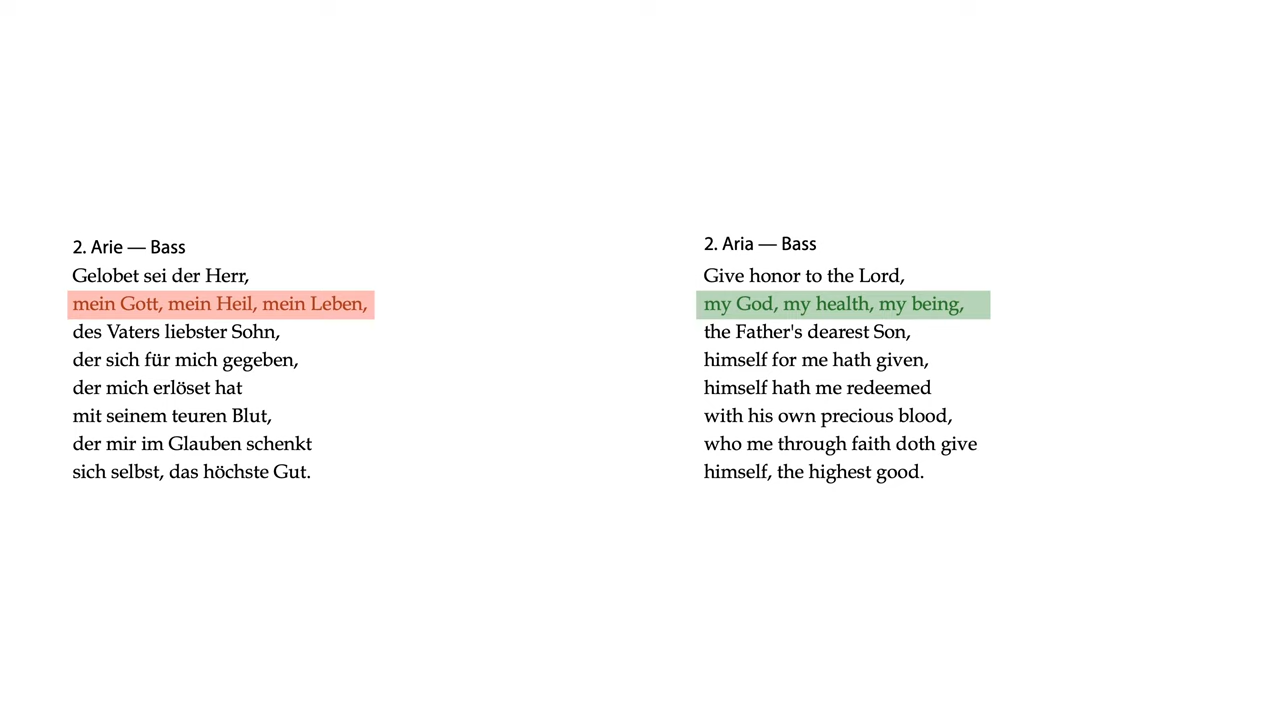 2. Arie — Bass
Gelobet sei der Herr,
mein Gott, mein Heil, mein Leben,
des Vaters liebster Sohn,
der sich für mich gegeben,
der mich erlöset hat
mit seinem teuren Blut,
der mir im Glauben schenkt
sich selbst, das höchste Gut.
2. Aria — Bass
Give honor to the Lord,
my God, my health, my being,
the Father's dearest Son,
himself for me hath given,
himself hath me redeemed
with his own precious blood,
who me through faith doth give
himself, the highest good.